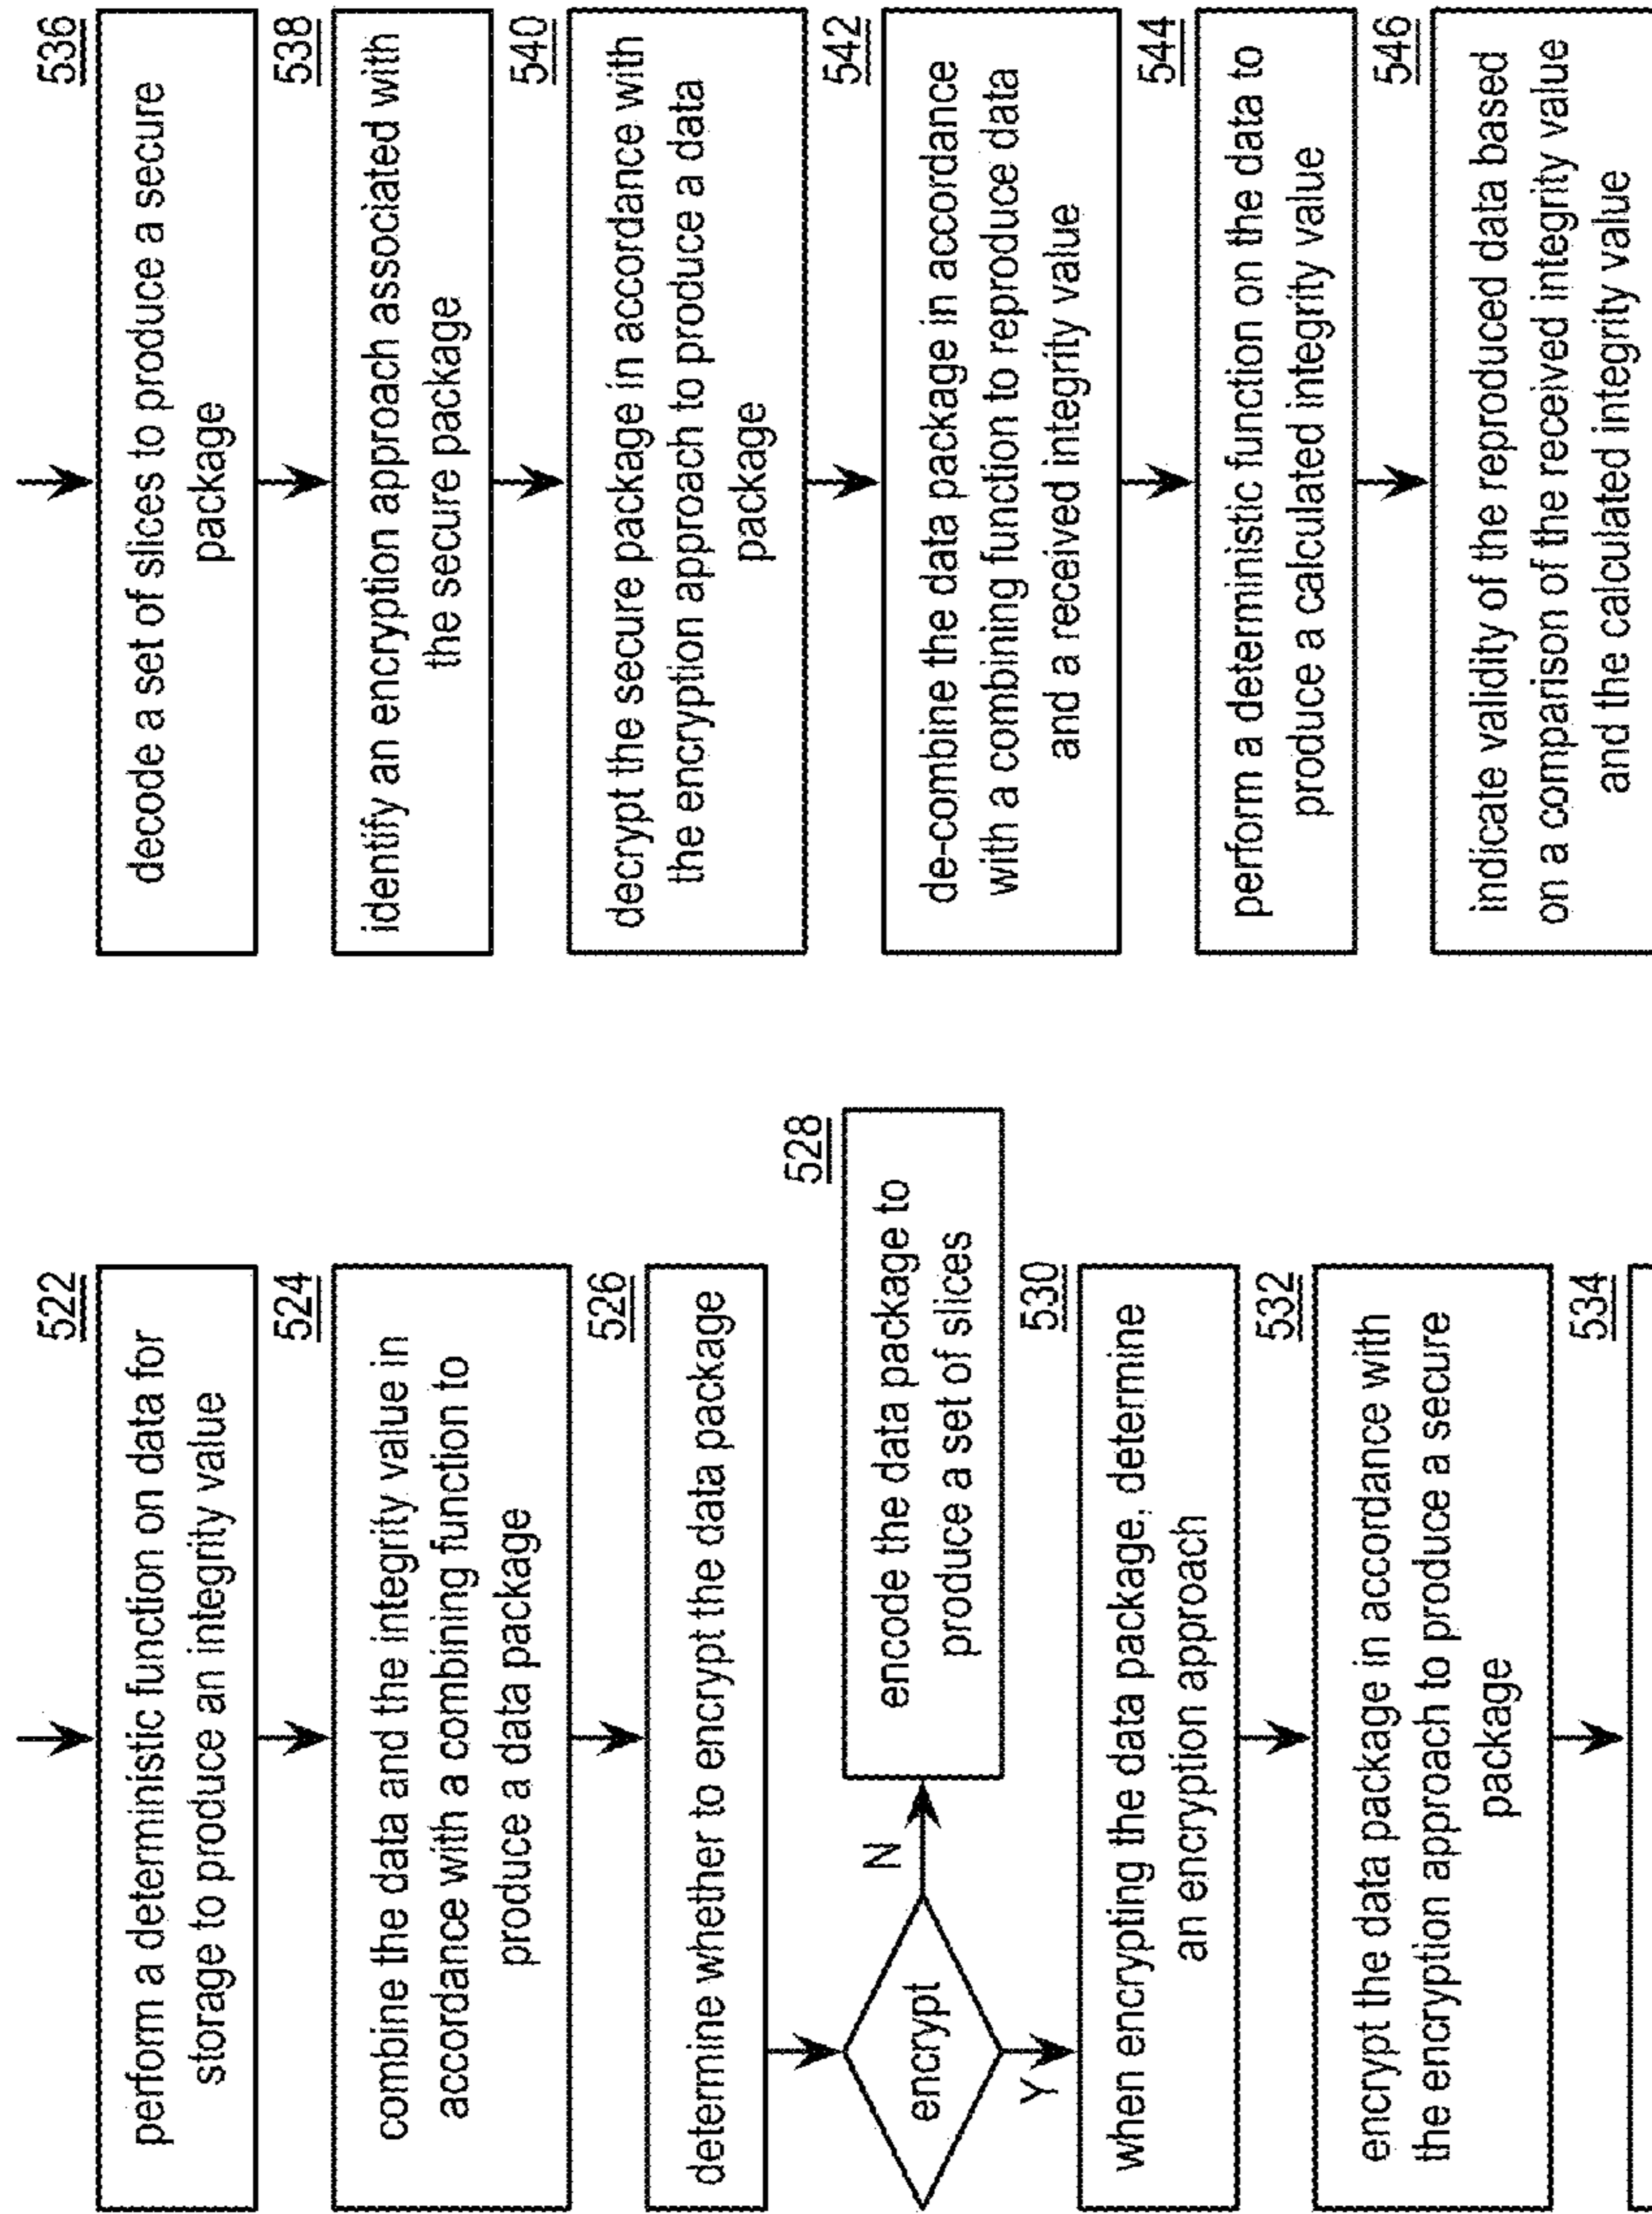 522
perform a deterministic function on data for
storage to produce an integrity value
524
combine the data and the integrity value in
accordance with a combining function to
produce a data package
526
determine whether to encrypt the data package
encrypt
N
528
encode the data package to
produce a set of slices
Y
530
when encrypting the data package, determine
an encryption approach
532
encrypt the data package in accordance with
the encryption approach to produce a secure
package
534
536
decode a set of slices to produce a secure
package
538
identify an encryption approach associated with
the secure package
540
decrypt the secure package in accordance with
the encryption approach to produce a data
package
542
de-combine the data package in accordance
with a combining function to reproduce data
and a received integrity value
544
perform a deterministic function on the data to
produce a calculated integrity value
546
indicate validity of the reproduced data based
on a comparison of the received integrity value
and the calculated integrity value